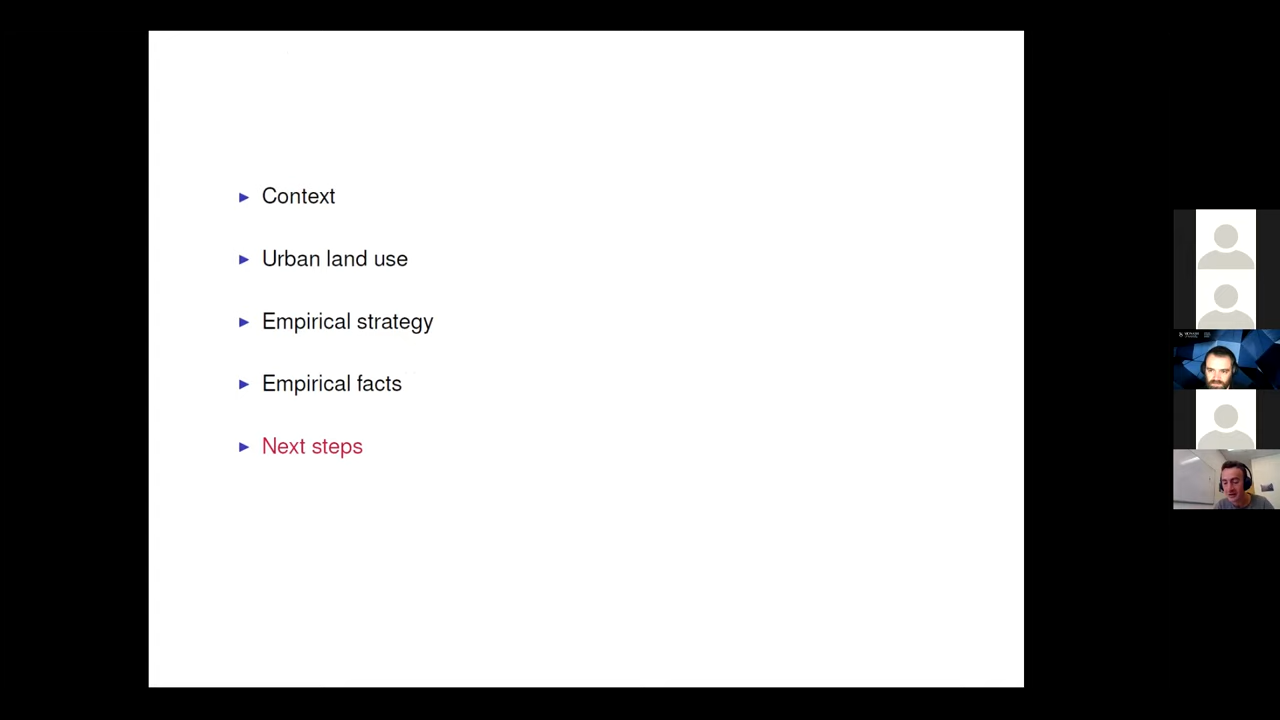 Context
Urban land use
Empirical strategy
Empirical facts
Next steps